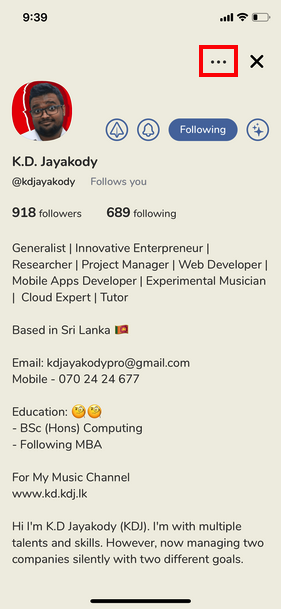 9:39
K.D. Jayakody
@kdjayakody Follows you
Following
918 followers 689 following
Generalist | Innovative Enterpreneur |
Researcher | Project Manager | Web Developer |
Mobile Apps Developer | Experimental Musician
| Cloud Expert | Tutor
Based in Sri Lanka 🇱🇰
Email: kdjayakodypro@gmail.com
Mobile - 070 24 24 677
Education: 🧐🧐
- BSc (Hons) Computing
- Following MBA
For My Music Channel
www.kd.kdj.lk
Hi I'm K.D Jayakody (KDJ). I'm with multiple
talents and skills. However, now managing two
companies silently with two different goals.